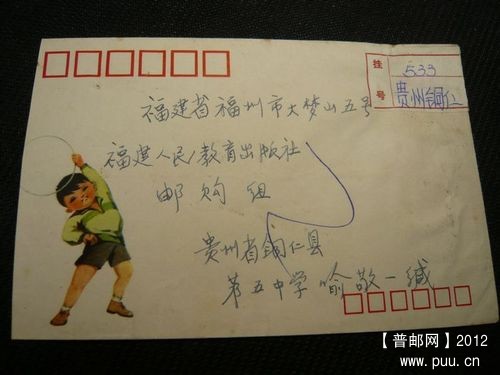 挂号
533
贵州铜仁
福建省福州市大梦山五号
福建人民/教育出版社
邮购组
贵州省铜仁县
第五中学喻敬一缄
【普邮网】2012
www.puu.cn